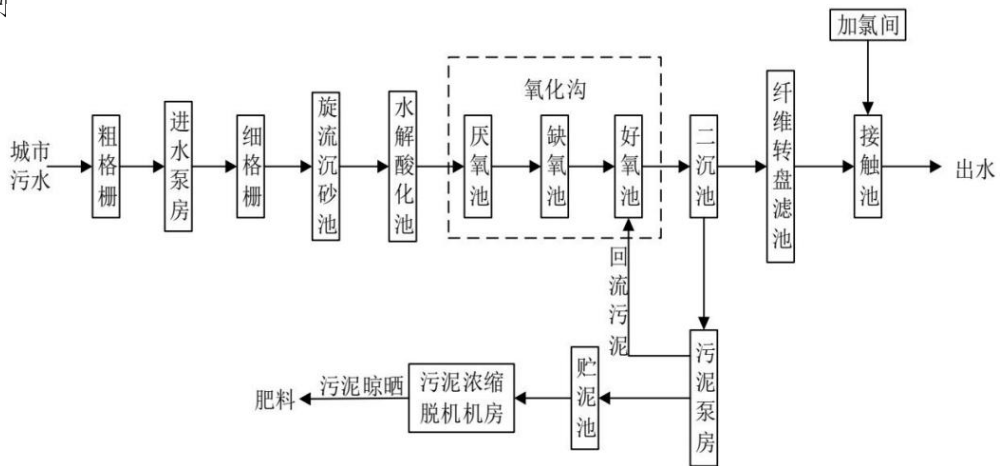 加氯间
氧化沟
城市
污水
粗格栅
进水泵房
细格栅
旋流沉砂池
水解酸化池
厌氧池
缺氧池
好氧池
二沉池
纤维转盘滤池
接触池
出水
回流污泥
污泥泵房
贮泥池
污泥浓缩
脱机机房
污泥晾晒
肥料